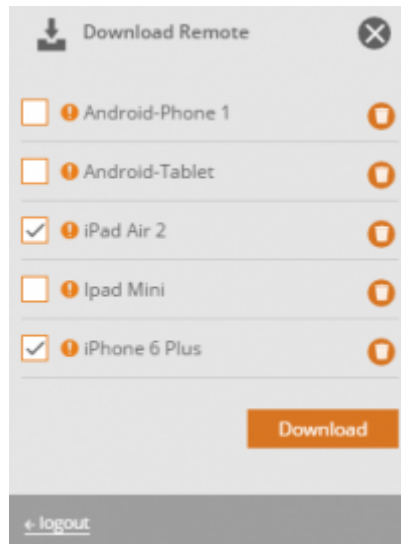 Download Remote
Android-Phone 1
Android-Tablet
iPad Air 2
Ipad Mini
iPhone 6 Plus
Download
← logout